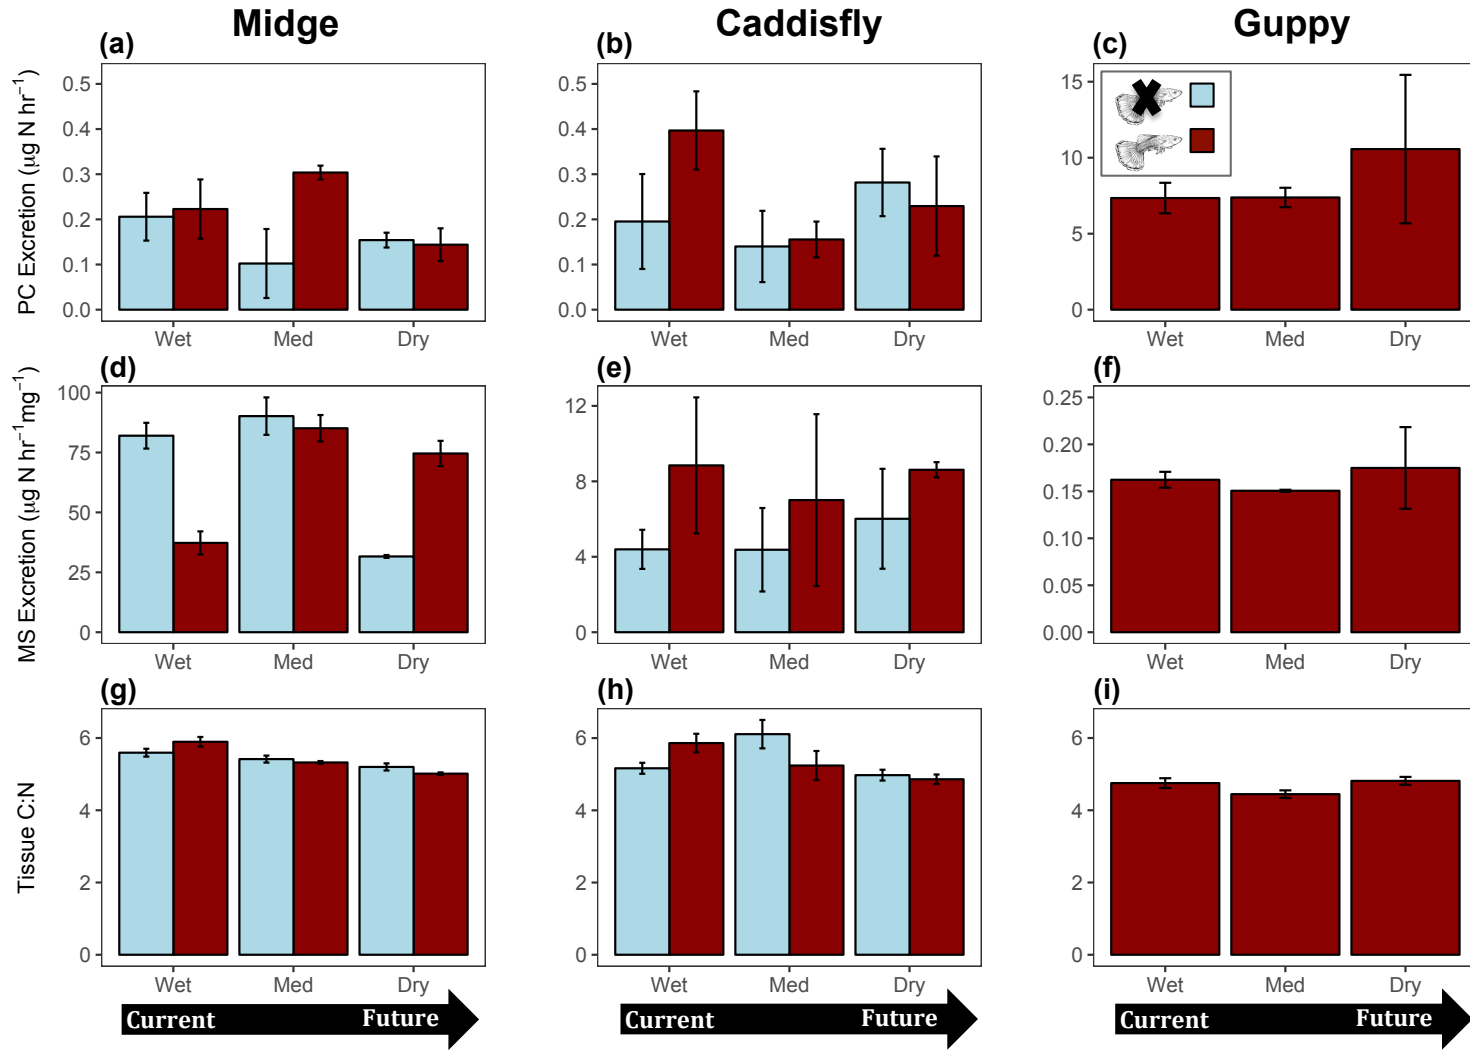 Midge Caddisfly Guppy
(a) (b) (c)
PC Excretion (µg N hr⁻¹)
0.5
0.4
0.3
0.2
0.1
0.0
Wet Med Dry
0.5
0.4
0.3
0.2
0.1
0.0
Wet Med Dry
15
10
5
0
Wet Med Dry
(d) (e) (f)
MS Excretion (µg N hr⁻¹mg⁻¹)
100
75
50
25
0
Wet Med Dry
12
8
4
0
Wet Med Dry
0.25
0.20
0.15
0.10
0.05
0.00
Wet Med Dry
(g) (h) (i)
Tissue C:N
6
4
2
0
Wet Med Dry
6
4
2
0
Wet Med Dry
6
4
2
0
Wet Med Dry
Current Future
Current Future
Current Future